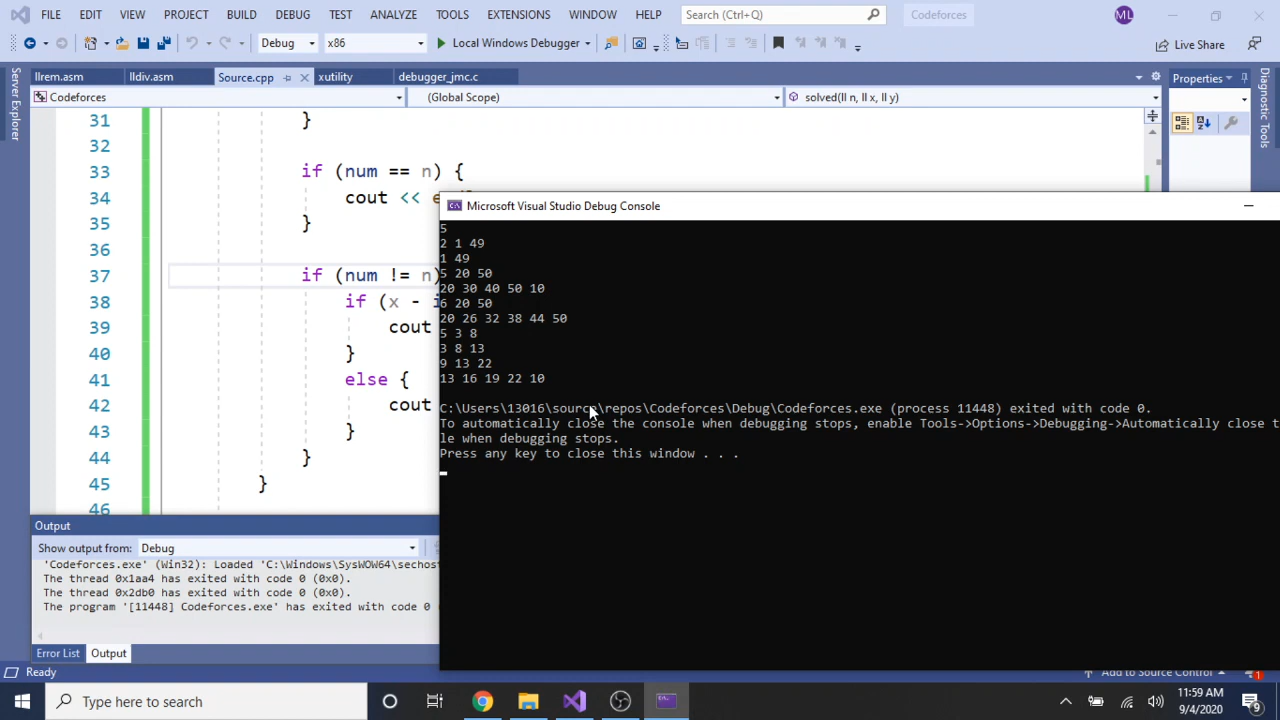 FILE EDIT VIEW PROJECT BUILD DEBUG TEST ANALYZE TOOLS EXTENSIONS WINDOW HELP Search (Ctrl+Q) Codeforces ML
Debug x86 Local Windows Debugger Live Share
llrem.asm lldiv.asm Source.cpp xutility debugger_jmc.c Properties
Codeforces (Global Scope) solved(ll n, ll x, ll y)
Server Explorer
Diagnostic Tools
31 }
32
33 if (num == n) {
34 cout <<
35 }
36
37 if (num != n)
38 if (x -
39 cout
40 }
41 else {
42 cout
43 }
44 }
45 }
46
Microsoft Visual Studio Debug Console
5
2 1 49
1 49
5 20 50
20 30 40 50 10
6 20 50
20 26 32 38 44 50
5 3 8
3 8 13
9 13 22
13 16 19 22 10
C:\Users\13016\source\repos\Codeforces\Debug\Codeforces.exe (process 11448) exited with code 0.
To automatically close the console when debugging stops, enable Tools->Options->Debugging->Automatically close t
le when debugging stops.
Press any key to close this window . . .
Output
Show output from: Debug
'Codeforces.exe' (Win32): Loaded 'C:\Windows\SysWOW64\sechost
The thread 0x1aa4 has exited with code 0 (0x0).
The thread 0x2db0 has exited with code 0 (0x0).
The program '[11448] Codeforces.exe' has exited with code 0
Error List Output
Ready Add to Source Control 1
Type here to search
11:59 AM
9/4/2020
9